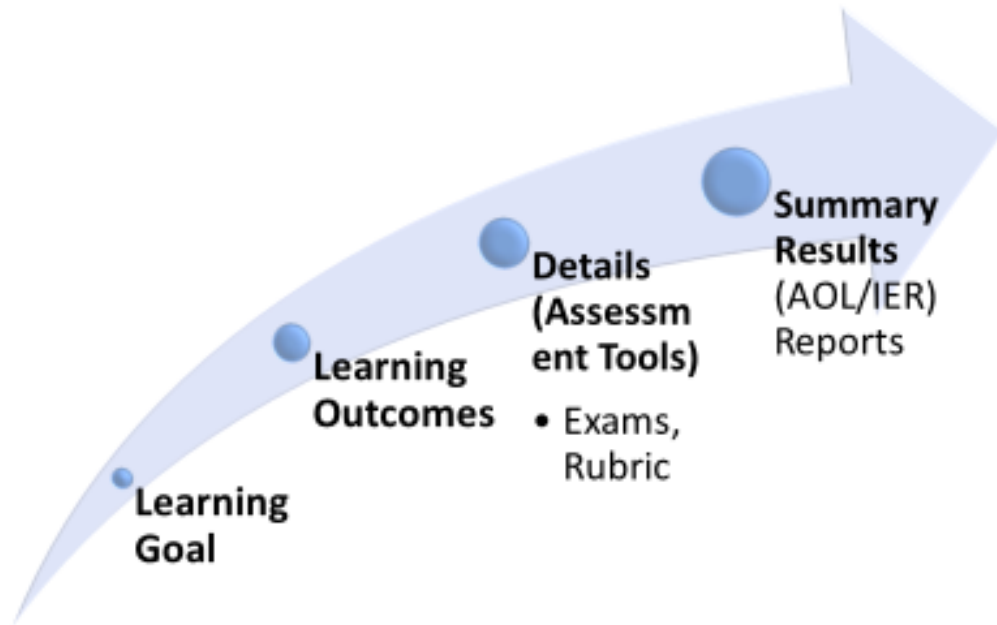 Learning
Goal
Learning
Outcomes
Details
(Assessm
ent Tools)
• Exams,
Rubric
Summary
Results
(AOL/IER)
Reports